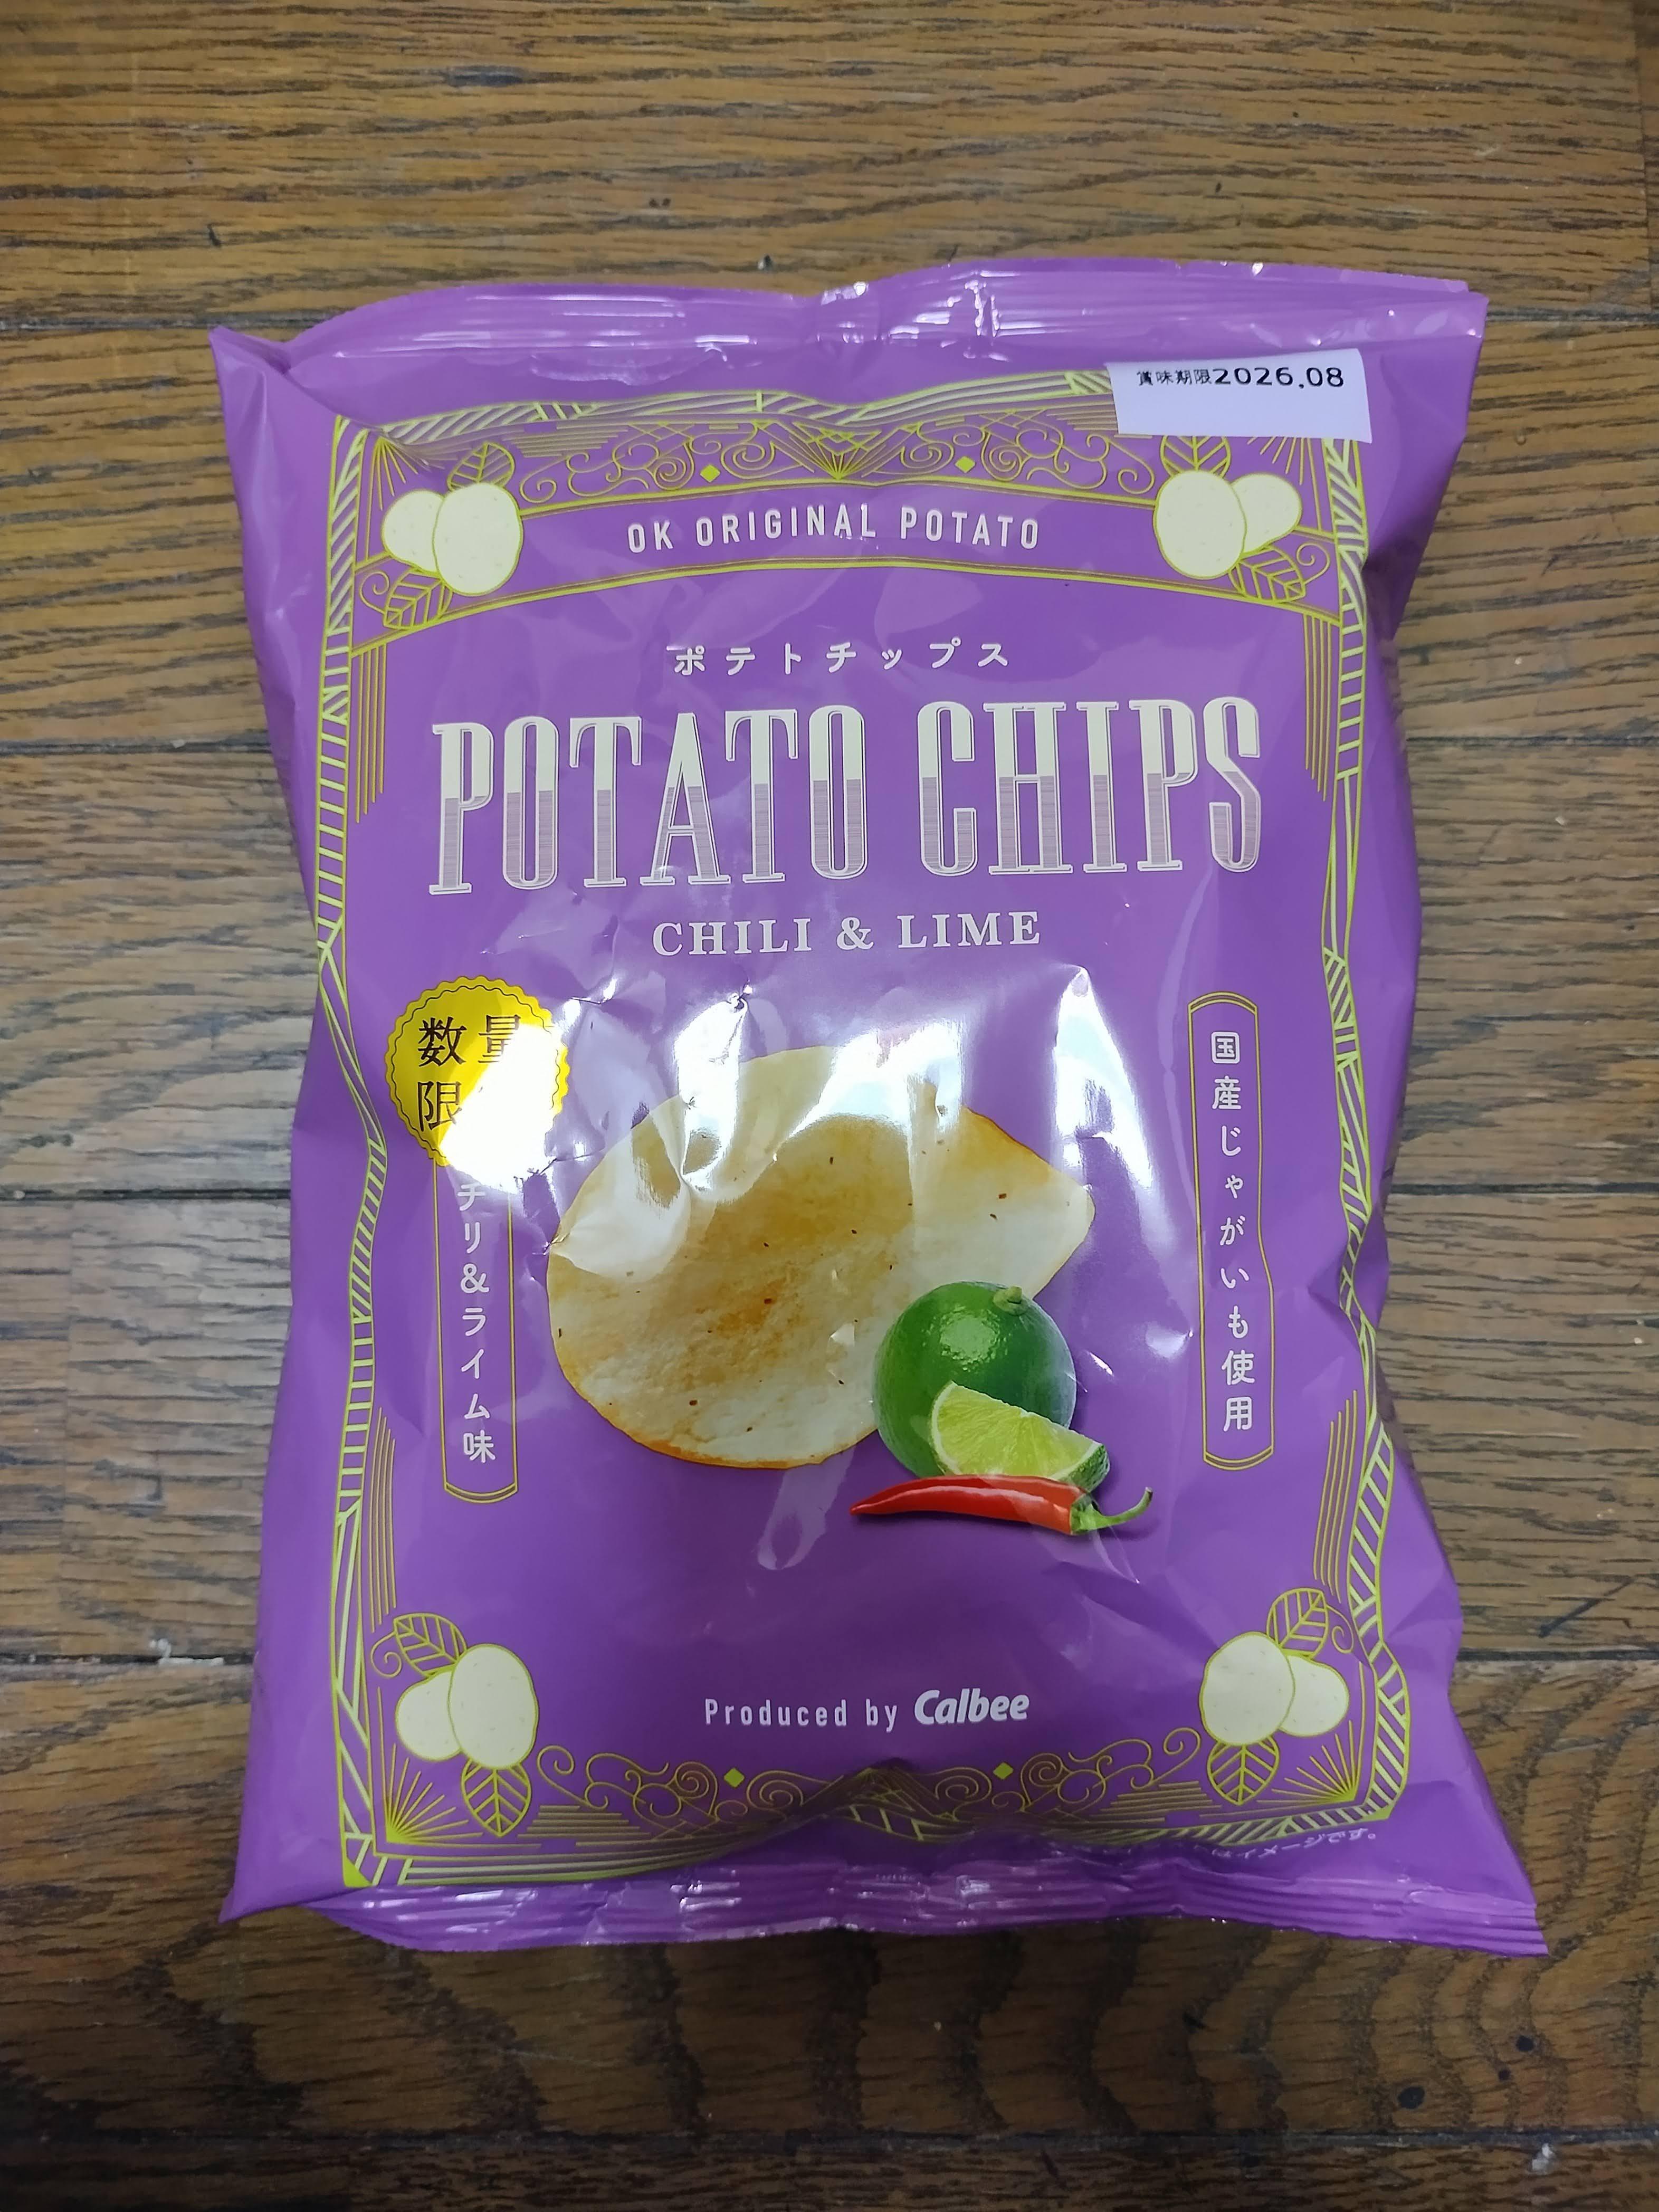 賞味期限2026.08
OK ORIGINAL POTATO
ポテトチップス
POTATO CHIPS
CHILI & LIME
数量
限
チリ&ライム味
国産じゃがいも使用
Produced by Calbee
はイメージです。